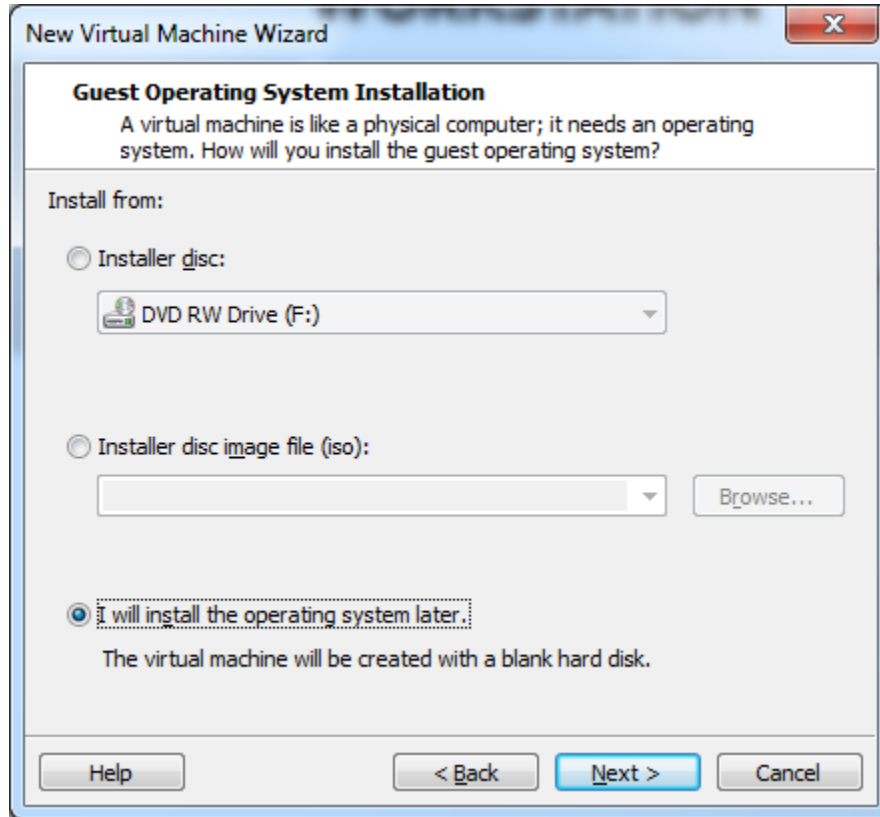 WORKSTATION
New Virtual Machine Wizard
Guest Operating System Installation
A virtual machine is like a physical computer; it needs an operating
system. How will you install the guest operating system?
Install from:
Installer disc:
DVD RW Drive (F:)
Installer disc image file (iso):
Browse...
I will install the operating system later.
The virtual machine will be created with a blank hard disk.
Help
< Back
Next >
Cancel